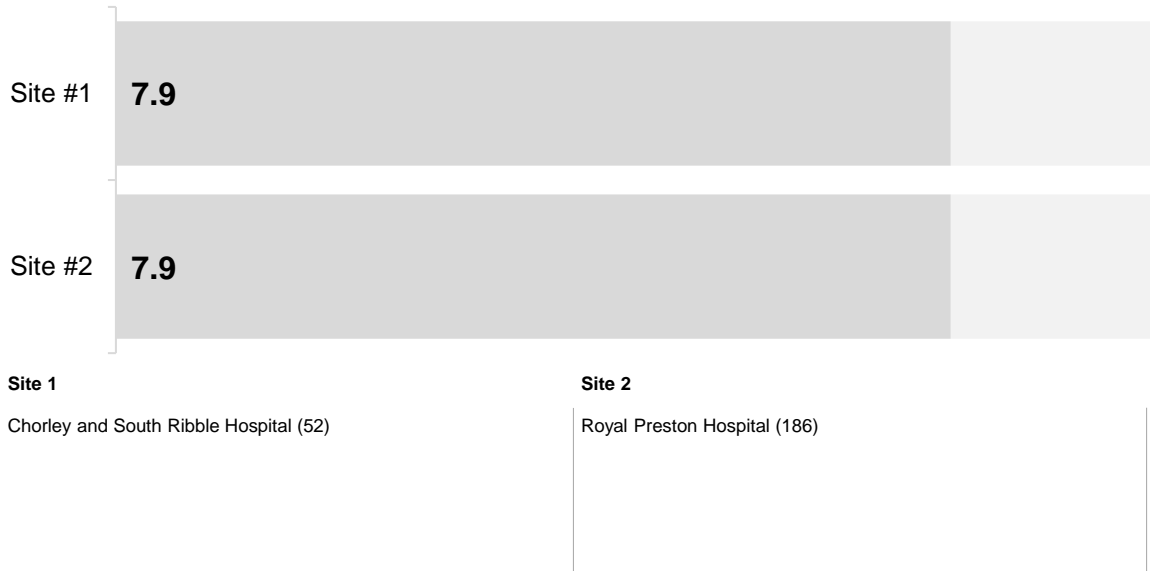 Site #1
7.9
Site #2
7.9
Site 1
Site 2
Chorley and South Ribble Hospital (52)
Royal Preston Hospital (186)